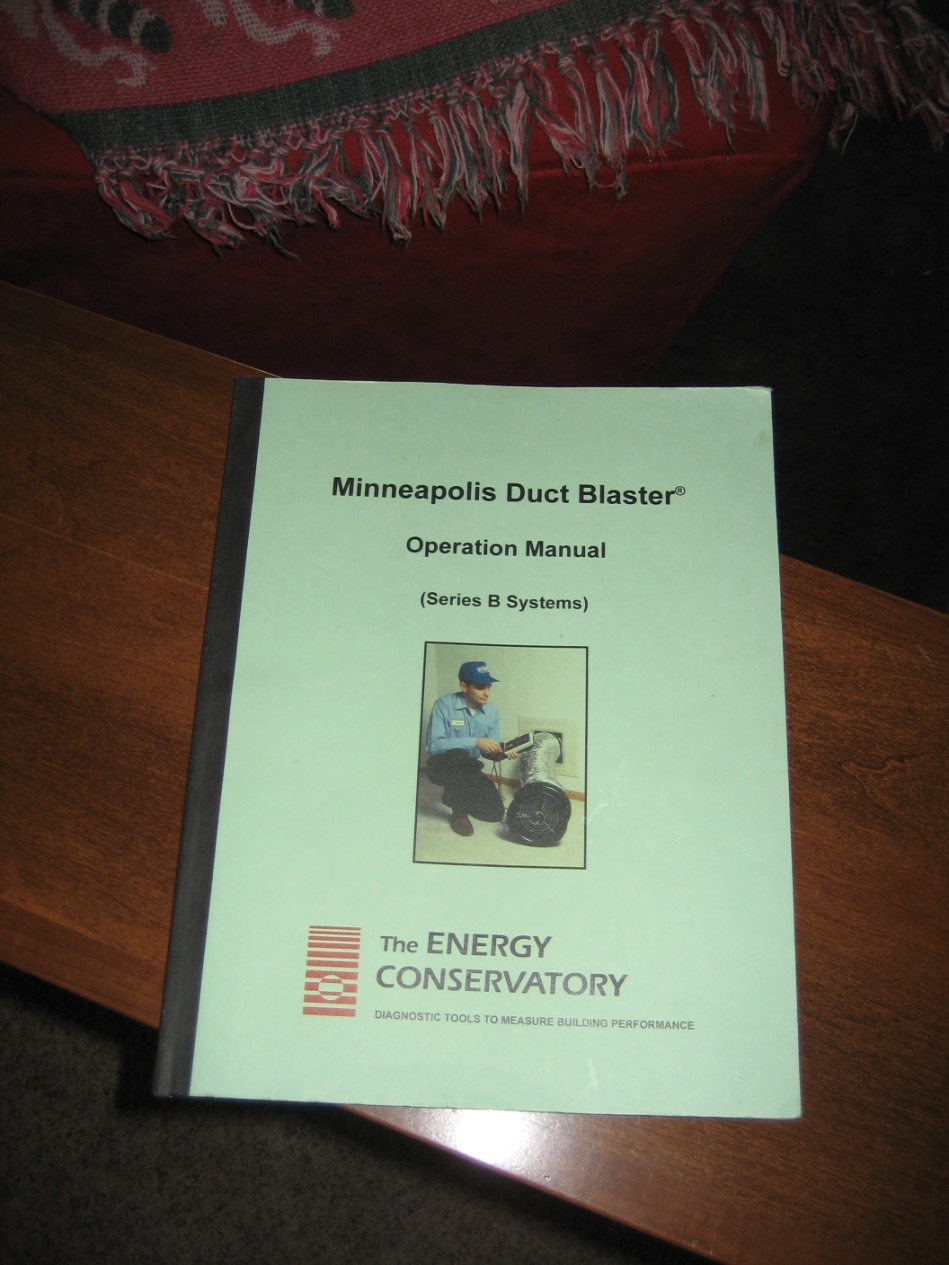 Minneapolis Duct Blaster®
Operation Manual
(Series B Systems)
The ENERGY
CONSERVATORY
DIAGNOSTIC TOOLS TO MEASURE BUILDING PERFORMANCE